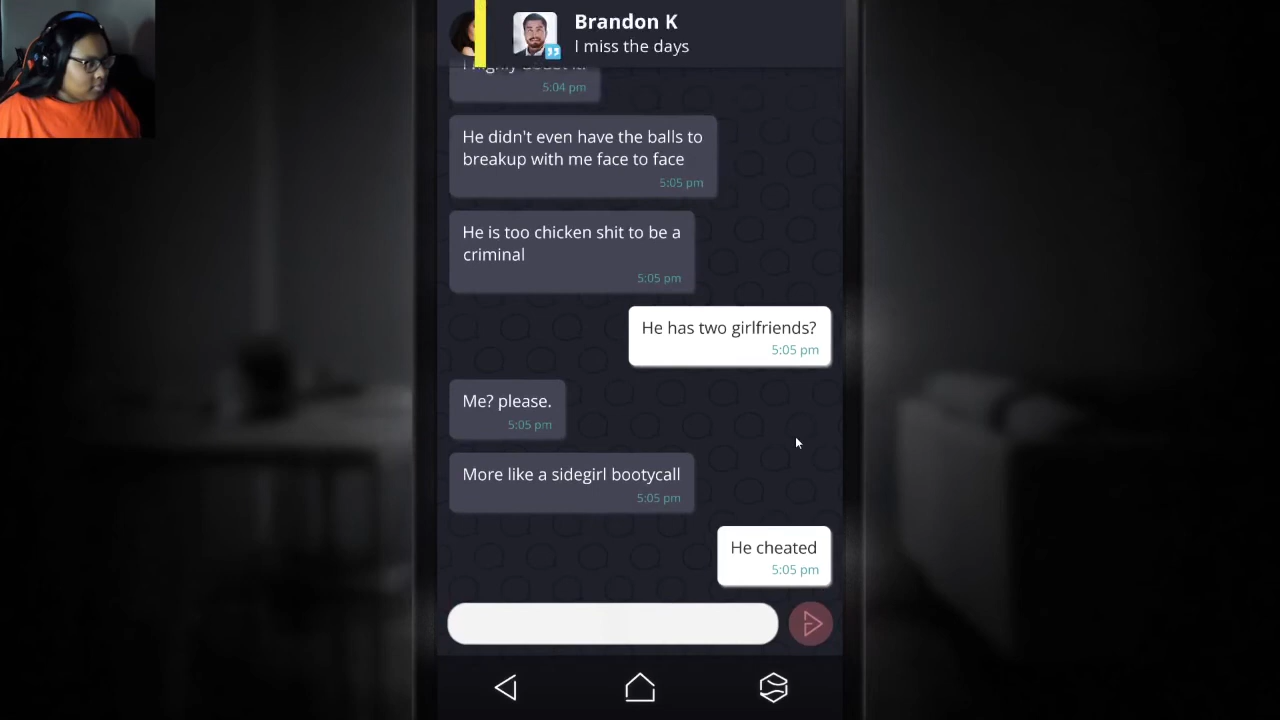 Brandon K
I miss the days
5:04 pm
He didn't even have the balls to
breakup with me face to face
5:05 pm
He is too chicken shit to be a
criminal
5:05 pm
He has two girlfriends?
5:05 pm
Me? please.
5:05 pm
More like a sidegirl bootycall
5:05 pm
He cheated
5:05 pm